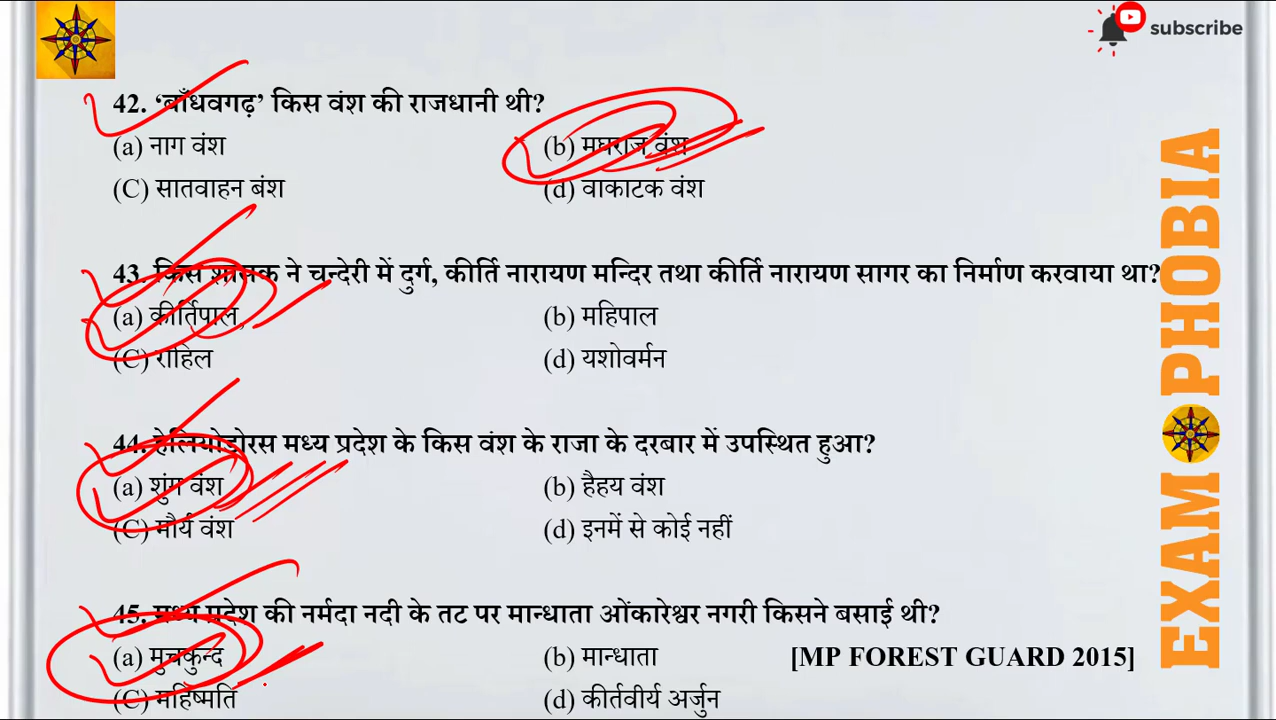 subscribe
42. ‘बाँधवगढ़’ किस वंश की राजधानी थी?
(a) नाग वंश (b) मघराज वंश
(C) सातवाहन बंश (d) वाकाटक वंश
43. किस शासक ने चन्देरी में दुर्ग, कीर्ति नारायण मन्दिर तथा कीर्ति नारायण सागर का निर्माण करवाया था?
(a) कीर्तिपाल, (b) महिपाल
(C) राहिल (d) यशोवर्मन
44. हेलियोडोरस मध्य प्रदेश के किस वंश के राजा के दरबार में उपस्थित हुआ?
(a) शुंग वंश (b) हैहय वंश
(C) मौर्य वंश (d) इनमें से कोई नहीं
45. मध्य प्रदेश की नर्मदा नदी के तट पर मान्धाता ओंकारेश्वर नगरी किसने बसाई थी?
(a) मुचकुन्द (b) मान्धाता [MP FOREST GUARD 2015]
(C) महिष्मति (d) कीर्तवीर्य अर्जुन
EXAM PHOBIA